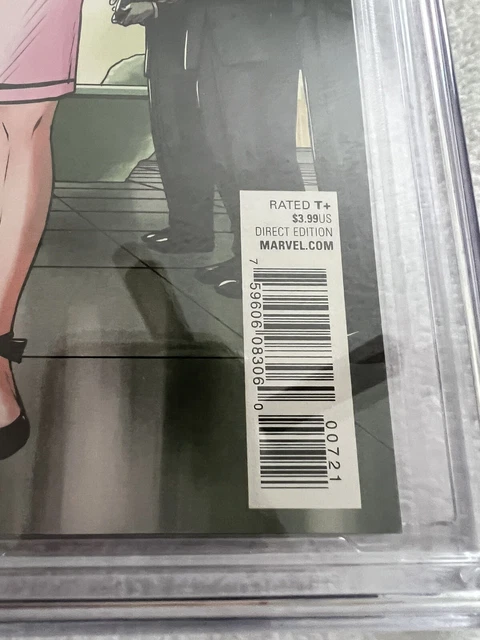 RATED T+
$3.99US
DIRECT EDITION
MARVEL.COM
7 59606 08306 0
00721